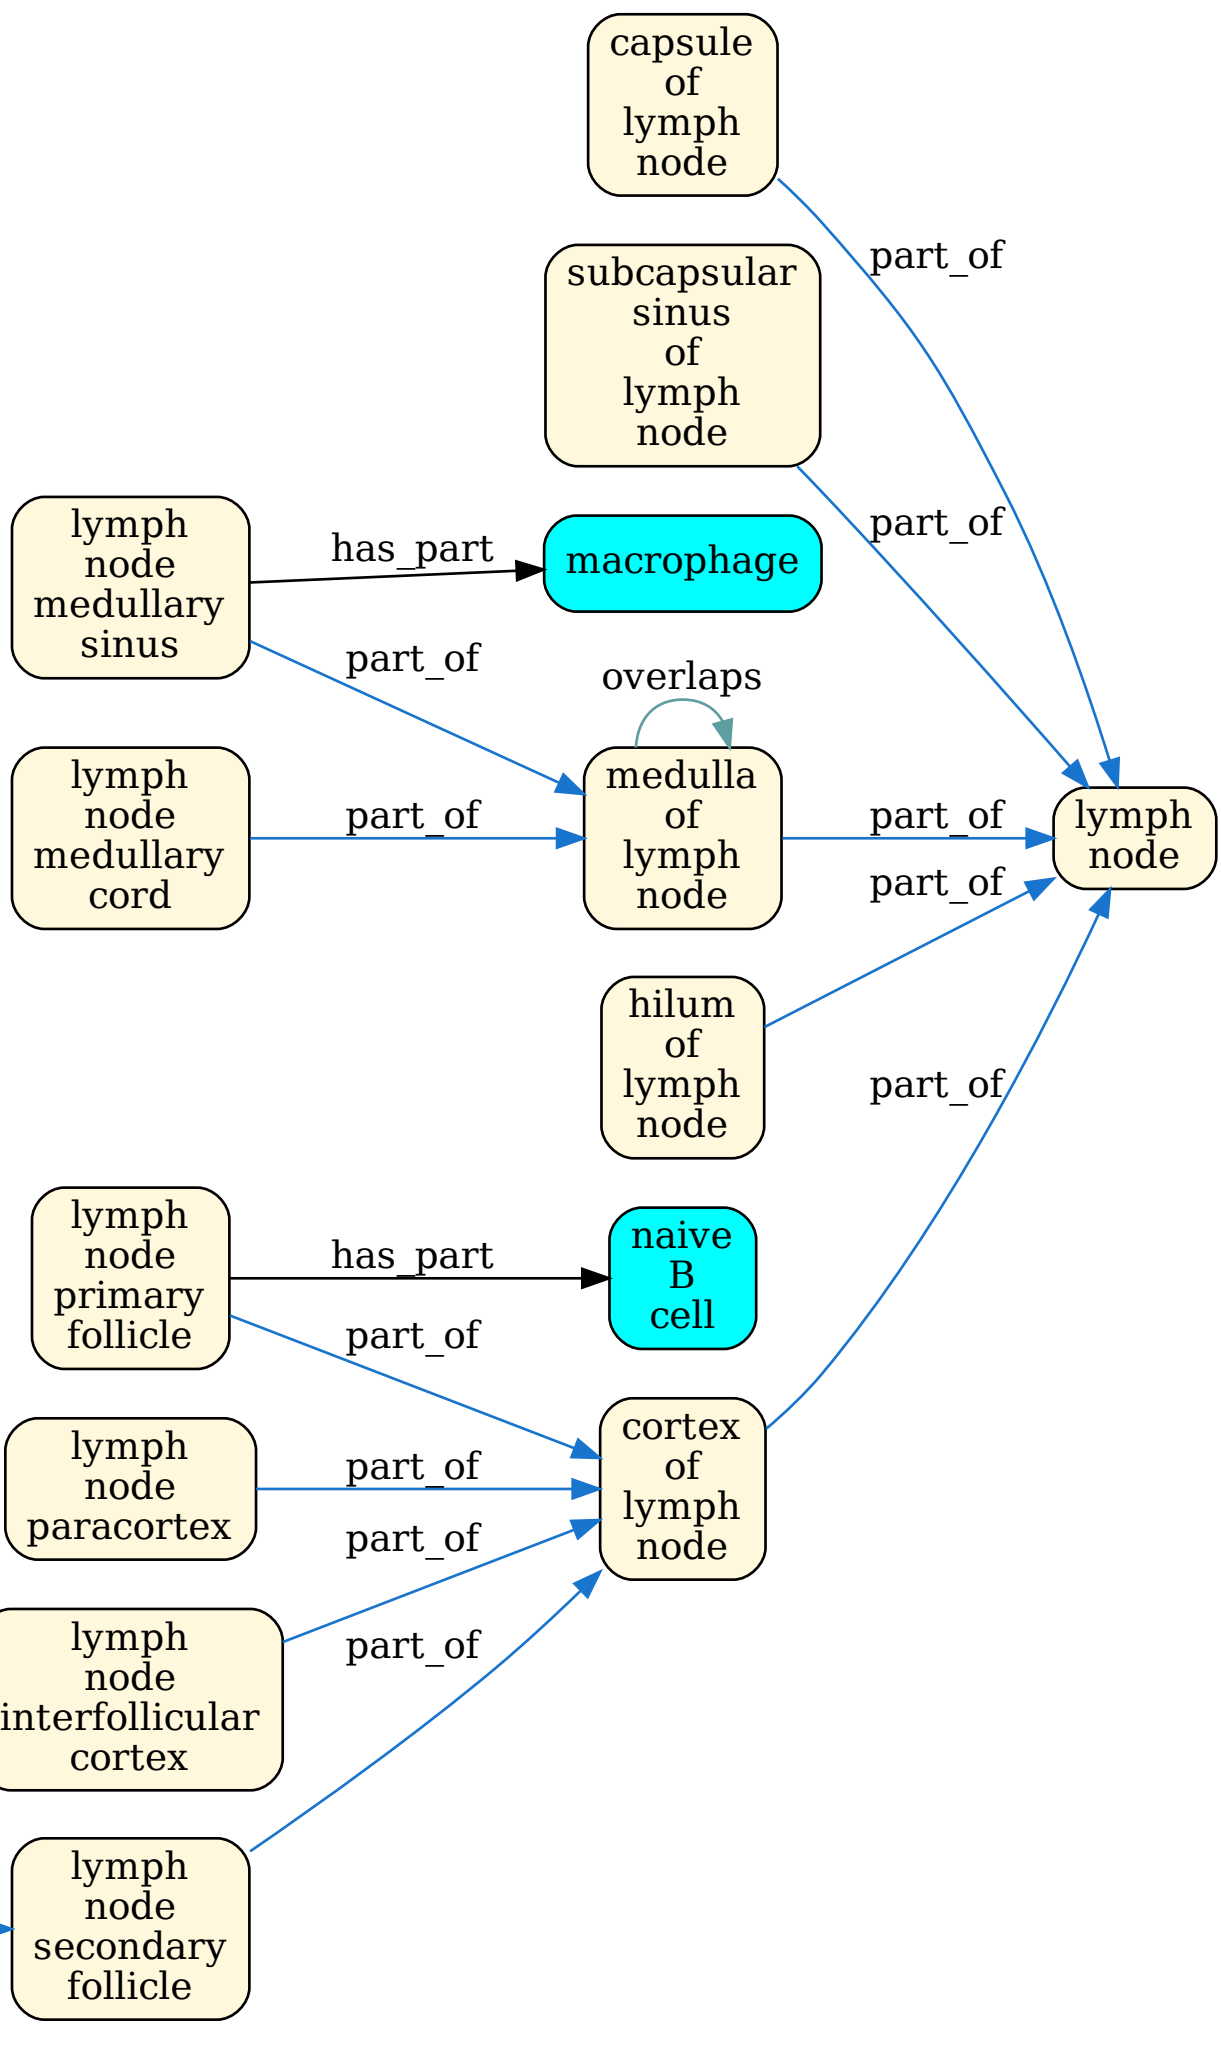 capsule
of
lymph
node
part_of
subcapsular
sinus
of
lymph
node
part_of
lymph
node
medullary
sinus
has_part
macrophage
part_of
overlaps
lymph
node
medullary
cord
part_of
medulla
of
lymph
node
part_of
lymph
node
part_of
hilum
of
lymph
node
part_of
lymph
node
primary
follicle
has_part
naive
B
cell
part_of
lymph
node
paracortex
part_of
cortex
of
lymph
node
part_of
lymph
node
interfollicular
cortex
part_of
lymph
node
secondary
follicle